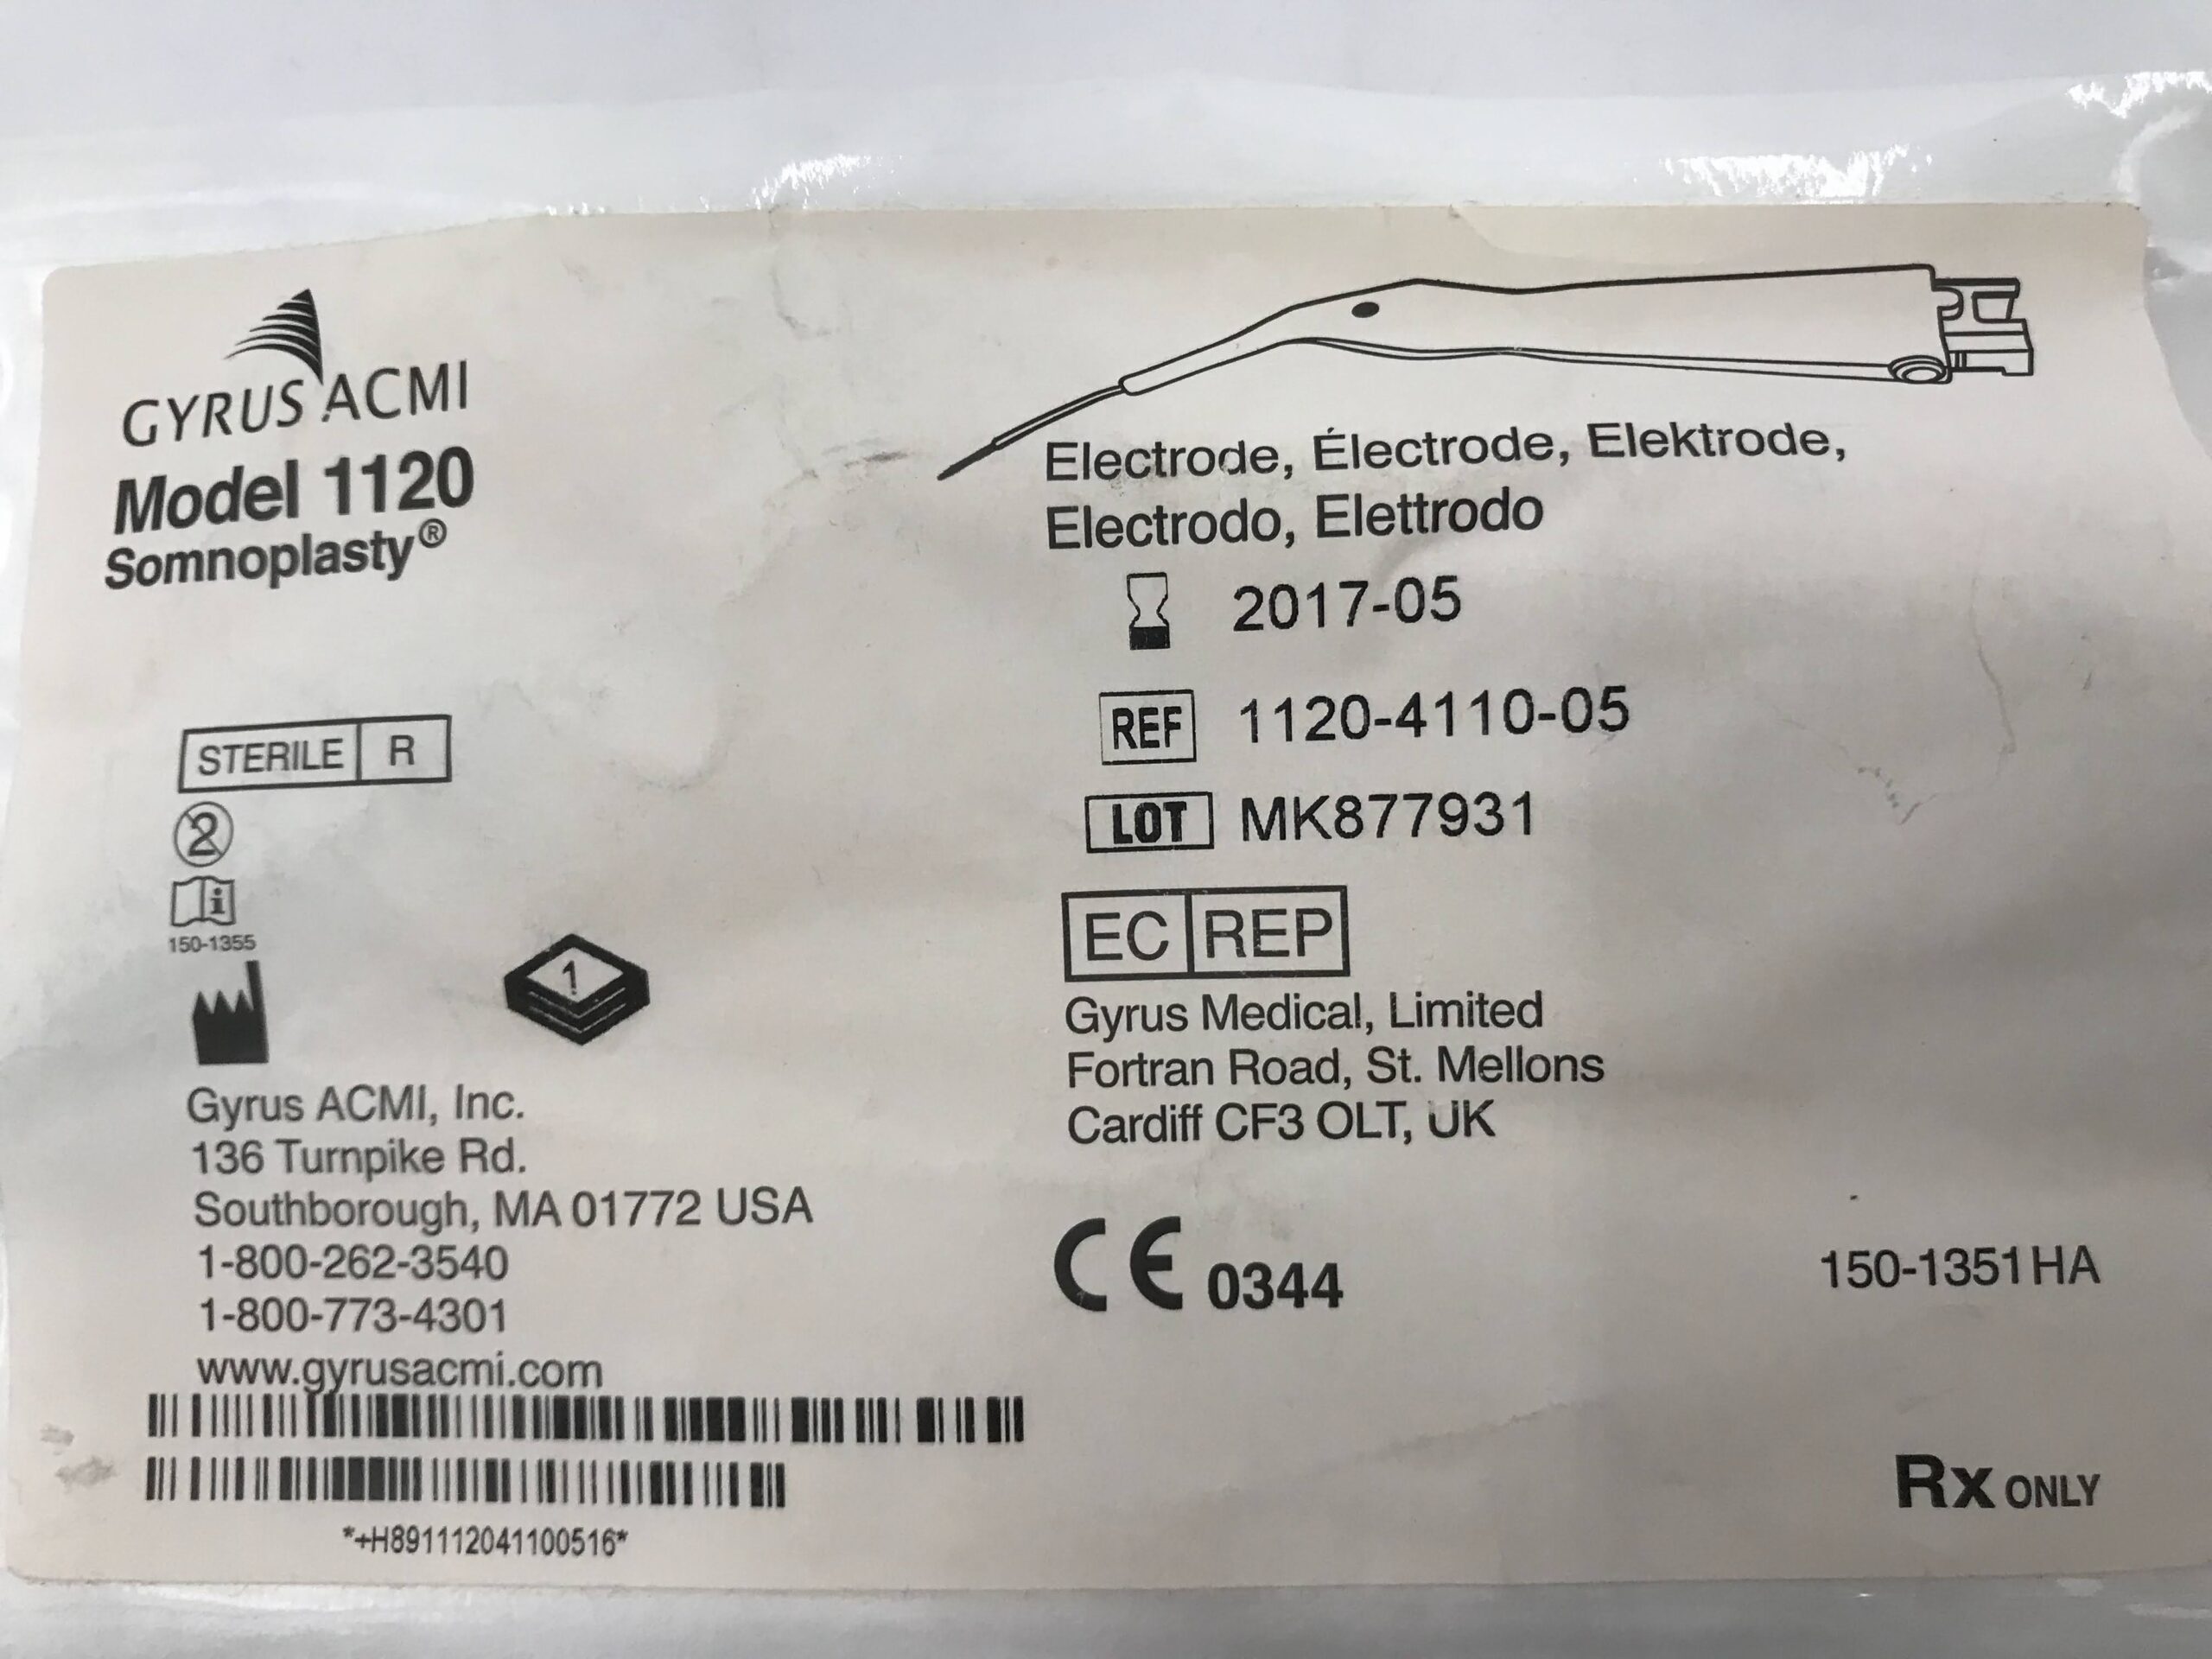 GYRUS ACMI
Model 1120
Somnoplasty®
STERILE R
2
i
150-1355
1
Gyrus ACMI, Inc.
136 Turnpike Rd.
Southborough, MA 01772 USA
1-800-262-3540
1-800-773-4301
www.gyrusacmi.com
*+H891112041100516*
Electrode, Électrode, Elektrode,
Electrodo, Elettrodo
2017-05
REF 1120-4110-05
LOT MK877931
EC REP
Gyrus Medical, Limited
Fortran Road, St. Mellons
Cardiff CF3 OLT, UK
CE 0344
150-1351HA
Rx ONLY